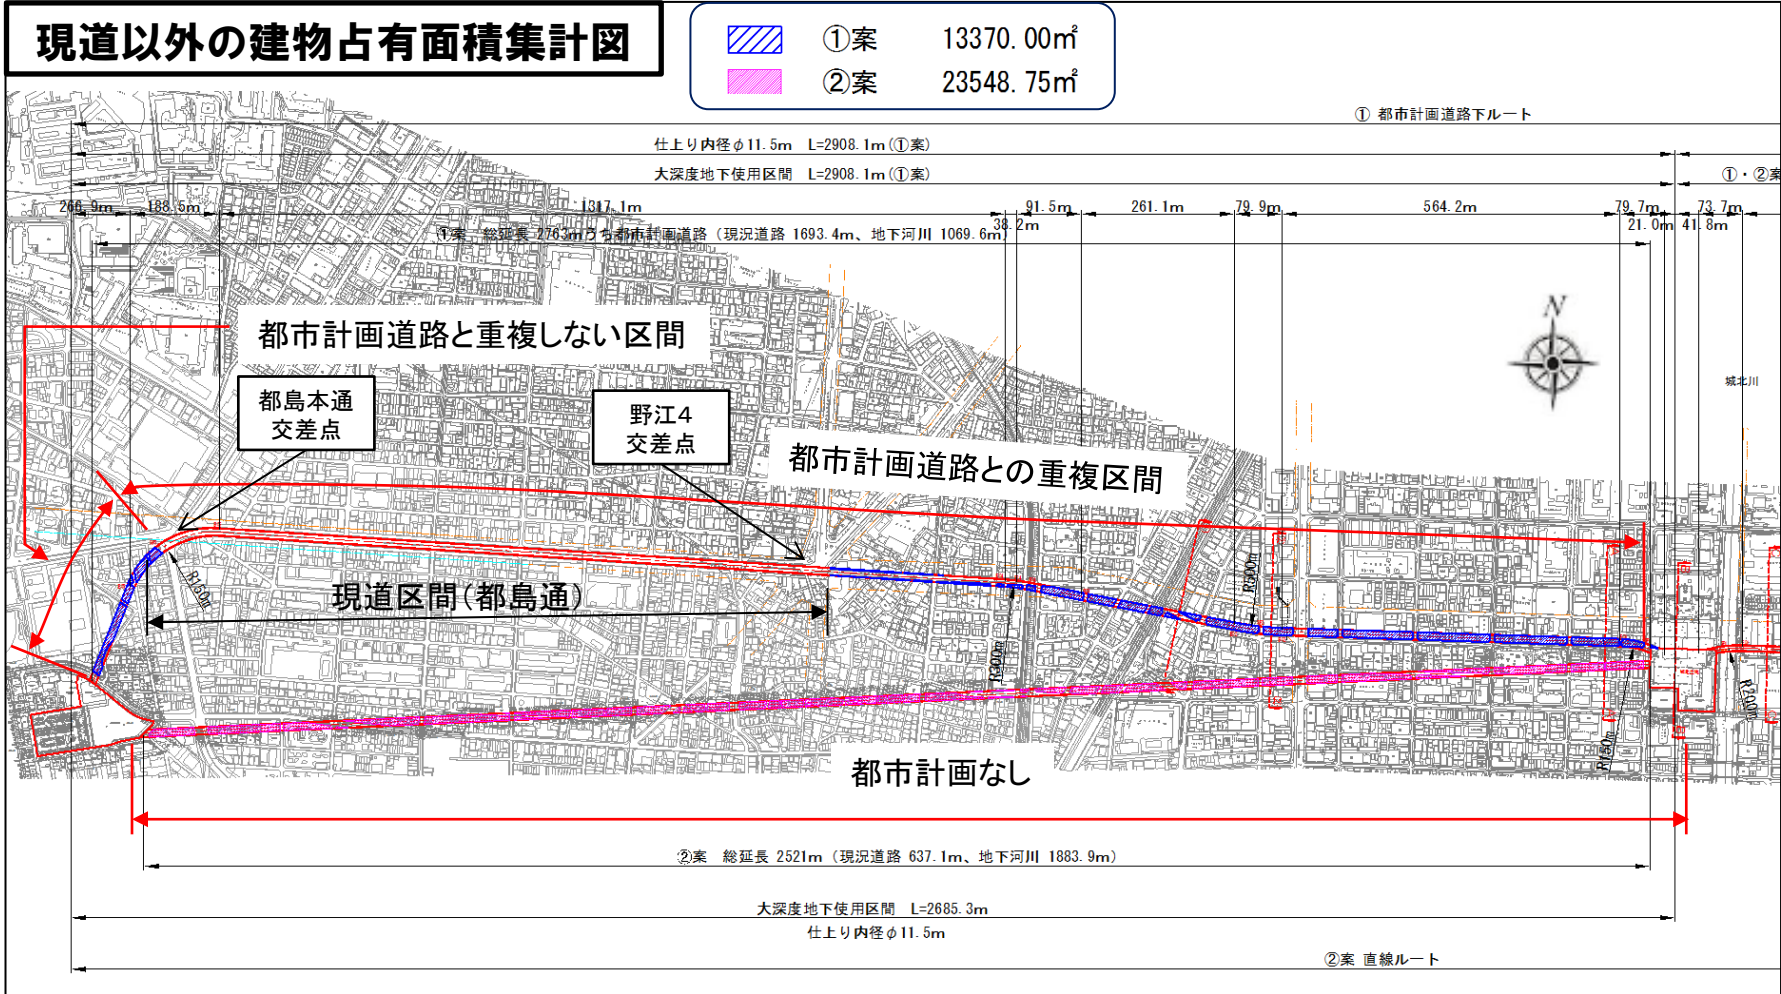 現道以外の建物占有面積集計図
①案 13370.00㎡
②案 23548.75㎡
① 都市計画道路下ルート
仕上り内径φ11.5m L=2908.1m(①案)
大深度地下使用区間 L=2908.1m(①案)
①・②案
266.9m 188.5m 1317.1m 91.5m 261.1m 79.9m 564.2m 79.7m 73.7m
38.2m 21.0m 41.8m
①案 総延長 2763mうち都市計画道路（現況道路 1693.4m、地下河川 1069.6m）
N
都市計画道路と重複しない区間
城北川
都島本通
交差点
野江4
交差点
都市計画道路との重複区間
R150m
現道区間(都島通)
R300m
R300m
R150m
R200m
都市計画なし
②案 総延長 2521m（現況道路 637.1m、地下河川 1883.9m）
大深度地下使用区間 L=2685.3m
仕上り内径φ11.5m
②案 直線ルート